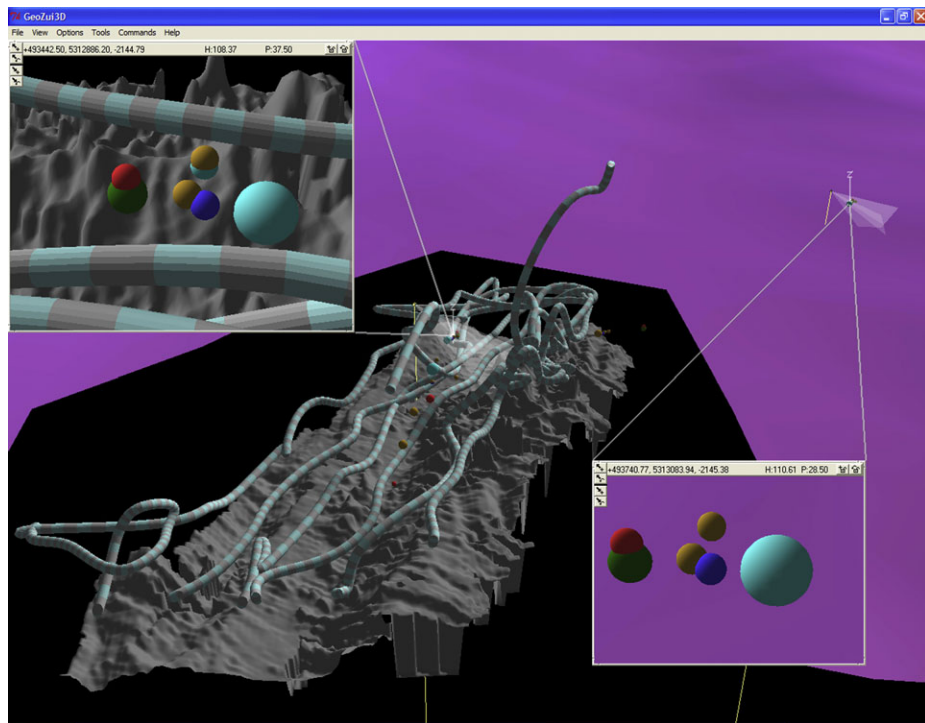 GeoZui3D
File View Options Tools Commands Help
+493442.50, 5312886.20, -2144.79 H:108.37 P:37.50
Z
+493740.77, 5313083.94, -2145.38 H:110.61 P:28.50